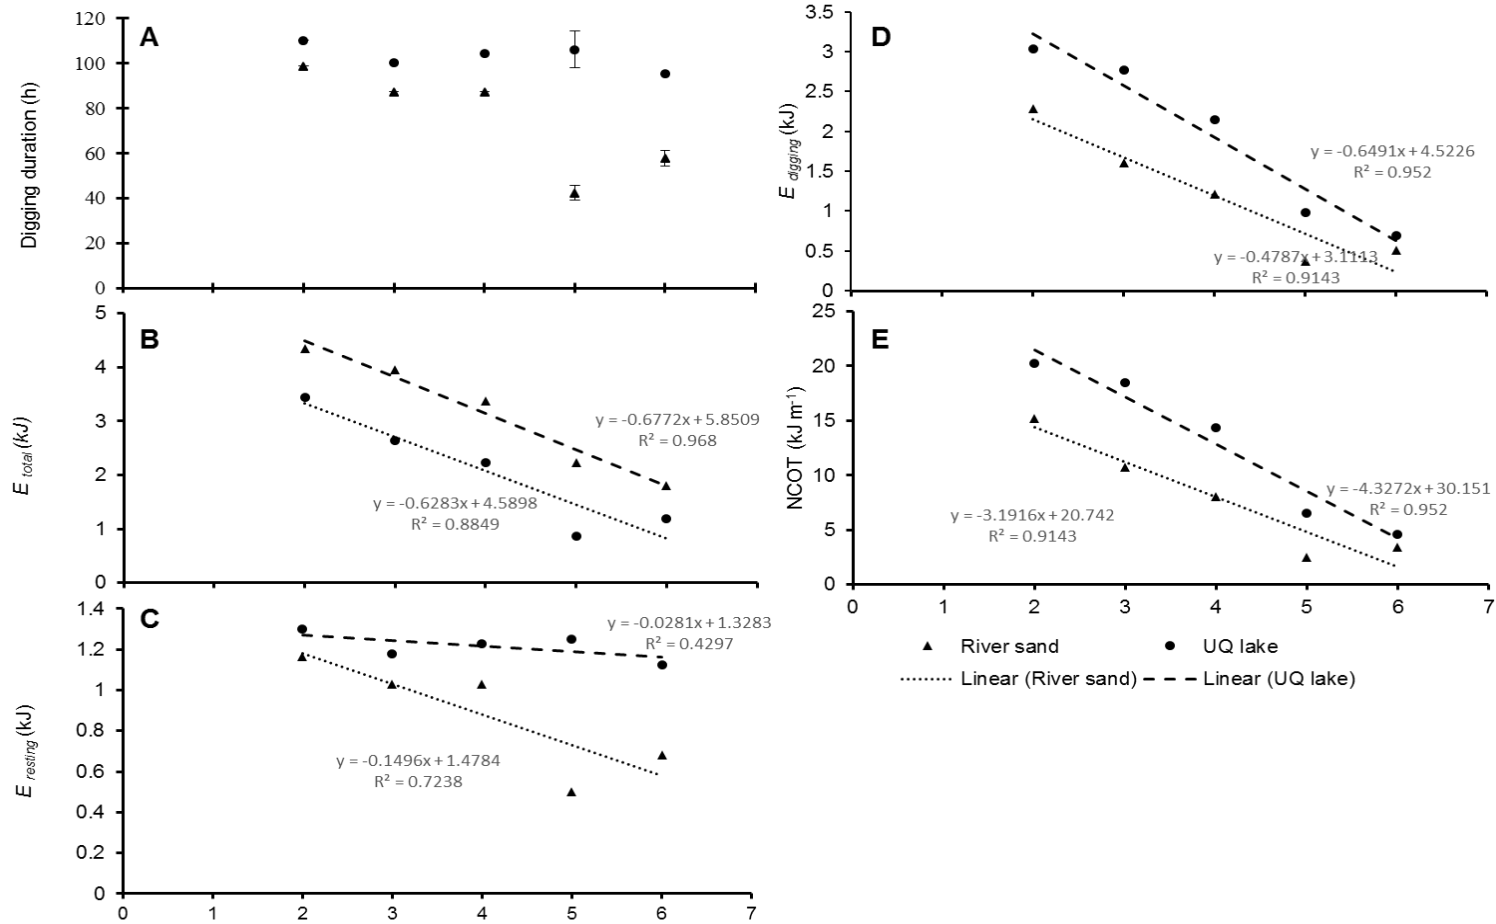 A
Digging duration (h)
120
100
80
60
40
20
0
B
E total (kJ)
5
4
3
2
1
0
y = -0.6772x + 5.8509
R² = 0.968
y = -0.6283x + 4.5898
R² = 0.8849
C
E resting (kJ)
1.4
1.2
1
0.8
0.6
0.4
0.2
0
y = -0.0281x + 1.3283
R² = 0.4297
y = -0.1496x + 1.4784
R² = 0.7238
0 1 2 3 4 5 6 7
D
E digging (kJ)
3.5
3
2.5
2
1.5
1
0.5
0
y = -0.6491x + 4.5226
R² = 0.952
y = -0.4787x + 3.1113
R² = 0.9143
E
NCOT (kJ m-1)
25
20
15
10
5
0
y = -4.3272x + 30.151
R² = 0.952
y = -3.1916x + 20.742
R² = 0.9143
0 1 2 3 4 5 6 7
River sand UQ lake
Linear (River sand) Linear (UQ lake)